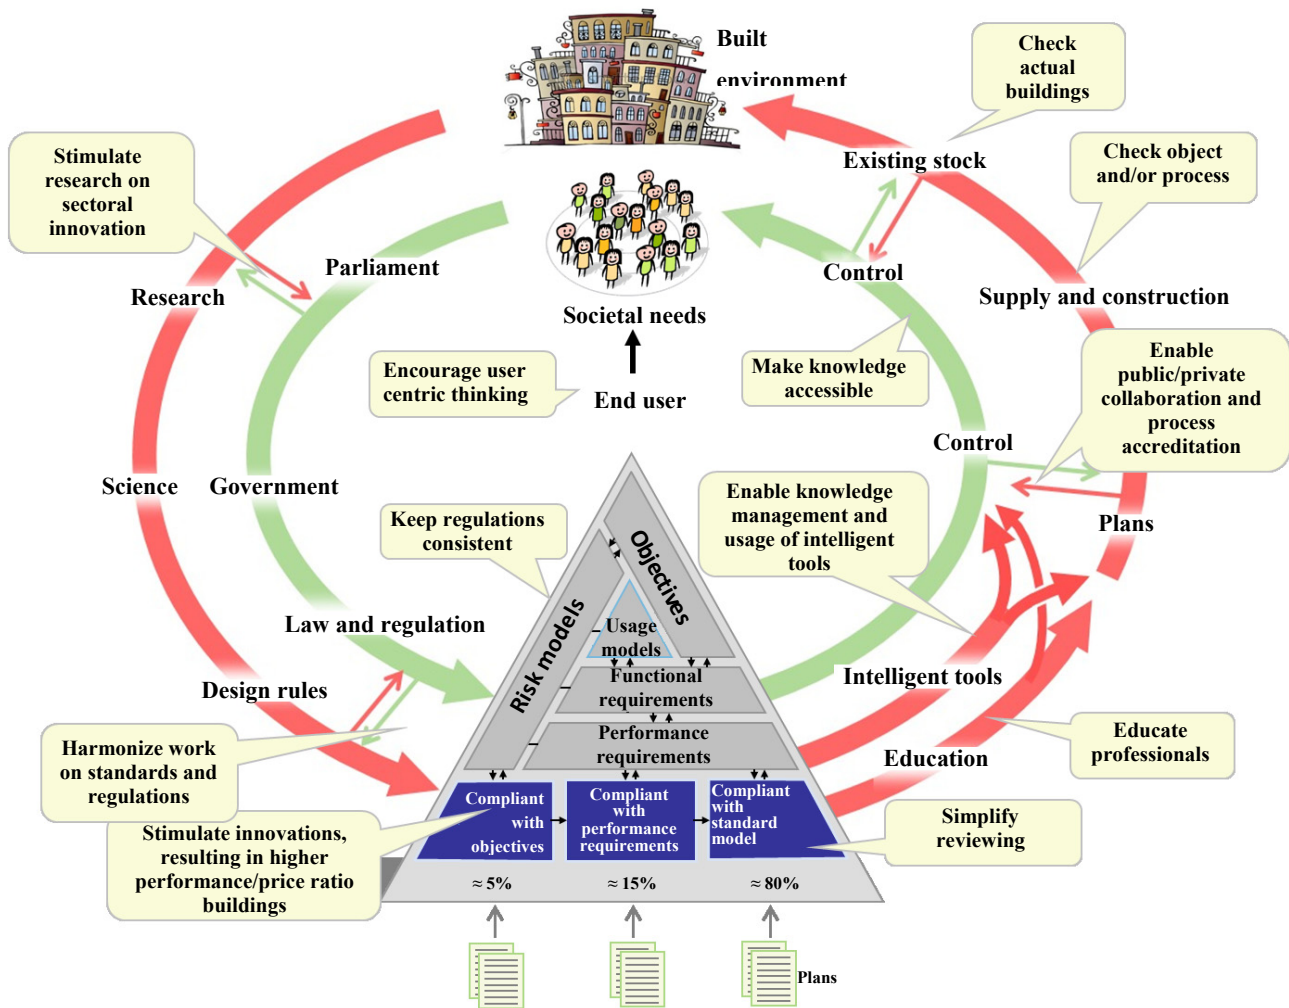 Built
environment
Check
actual
buildings
Stimulate
research on
sectoral
innovation
Existing stock
Check object
and/or process
Parliament
Control
Research
Supply and construction
Societal needs
Encourage user
centric thinking
End user
Make knowledge
accessible
Enable
public/private
collaboration and
process
accreditation
Control
Science
Government
Enable knowledge
management and
usage of intelligent
tools
Plans
Keep regulations
consistent
Objectives
Risk models
Usage
models
Law and regulation
Design rules
Functional
requirements
Intelligent tools
Performance
requirements
Education
Educate
professionals
Harmonize work
on standards and
regulations
Compliant
with
objectives
Compliant
with
performance
requirements
Compliant
with
standard
model
Simplify
reviewing
Stimulate innovations,
resulting in higher
performance/price ratio
buildings
≈ 5%
≈ 15%
≈ 80%
Plans